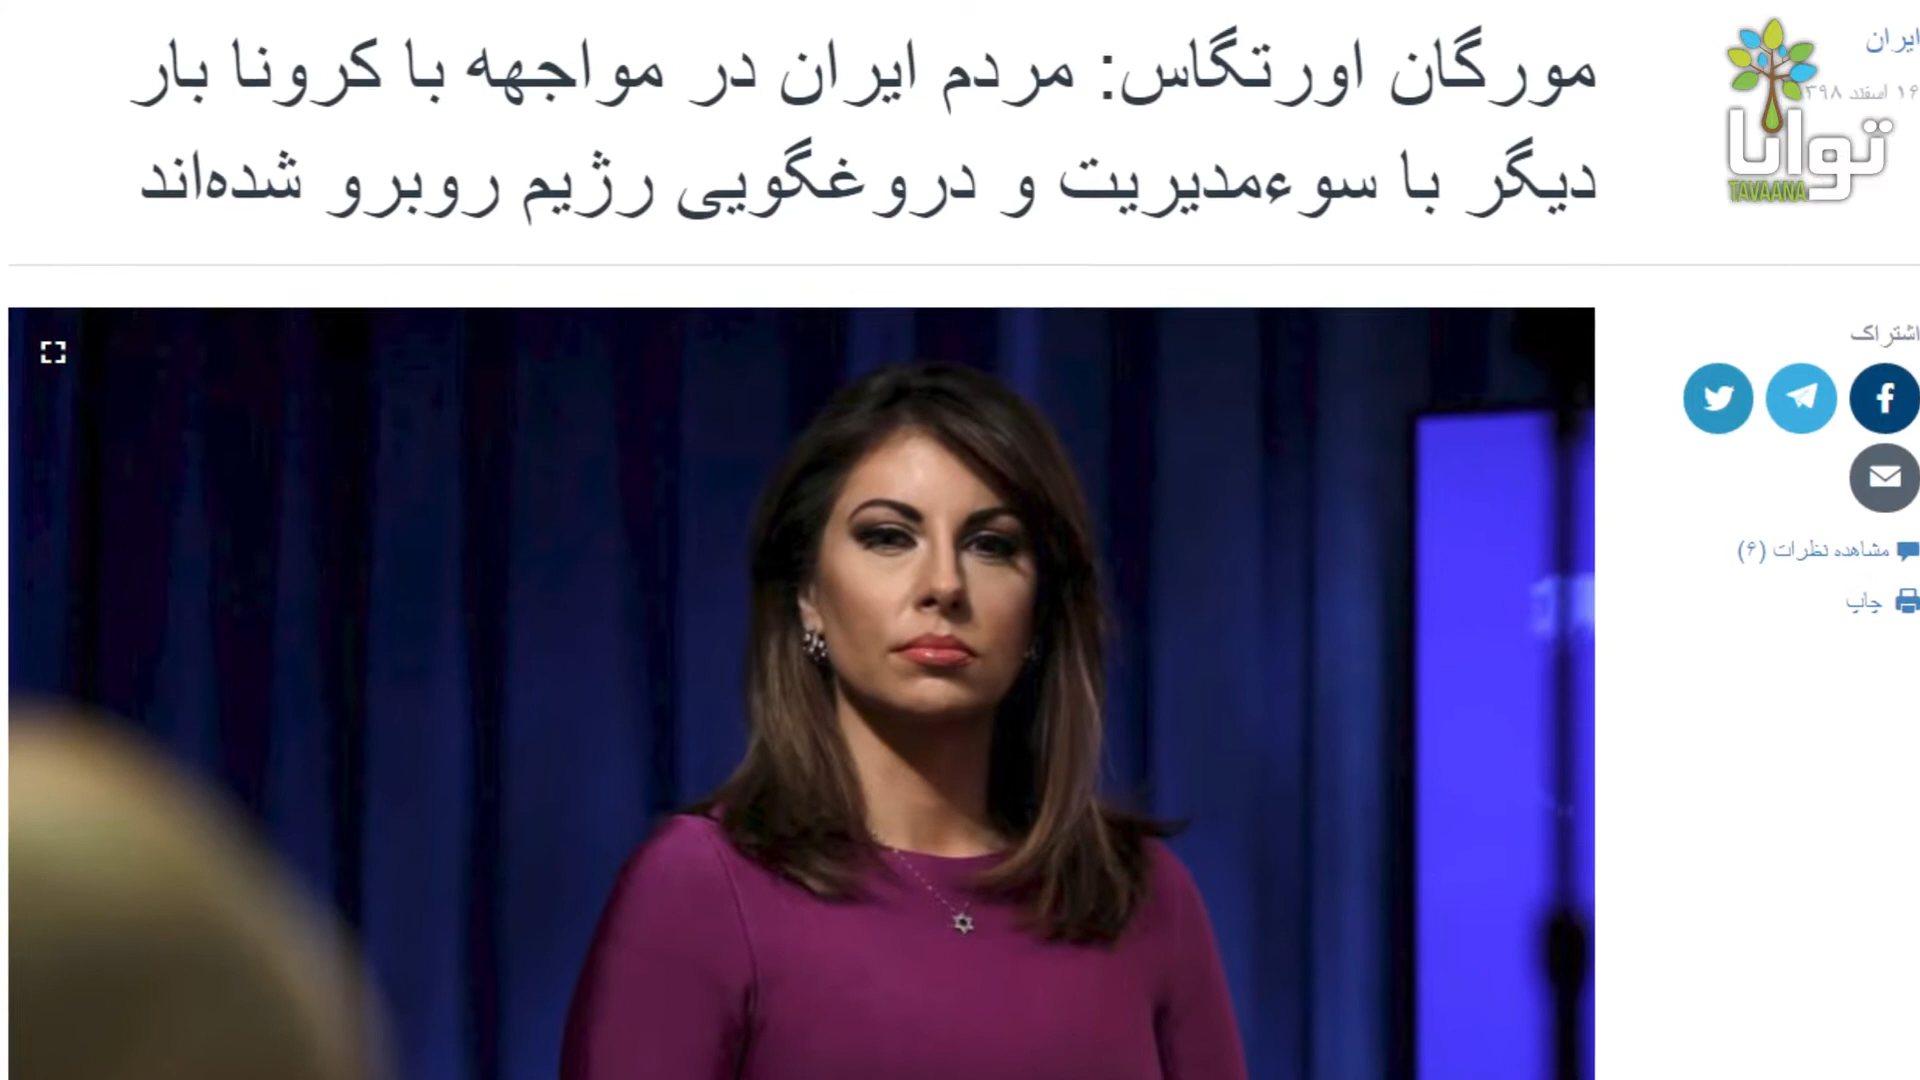 مورگان اورتگاس: مردم ایران در مواجهه با کرونا بار
دیگر با سوءمدیریت و دروغگویی رژیم روبرو شده‌اند
ایران
۱۶ اسفند ۱۳۹۸
توانا
TAVAANA
اشتراک
مشاهده نظرات (۶)
چاپ